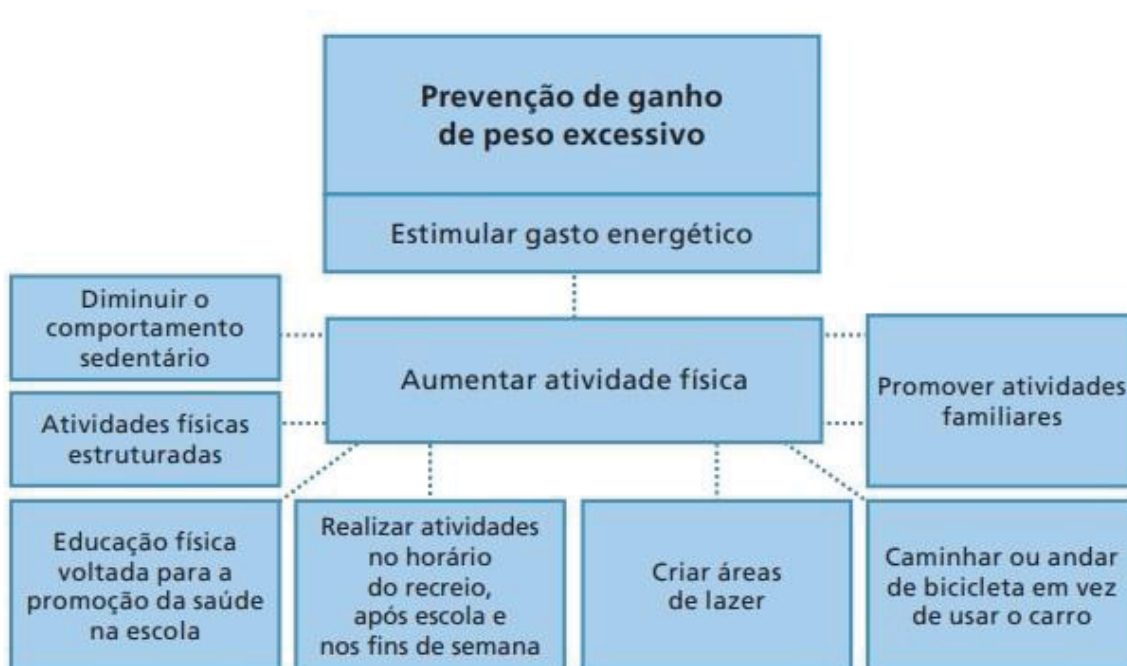 Prevenção de ganho
de peso excessivo
Estimular gasto energético
Diminuir o
comportamento
sedentário
Aumentar atividade física
Promover atividades
familiares
Atividades físicas
estruturadas
Educação física
voltada para a
promoção da saúde
na escola
Realizar atividades
no horário
do recreio,
após escola e
nos fins de semana
Criar áreas
de lazer
Caminhar ou andar
de bicicleta em vez
de usar o carro